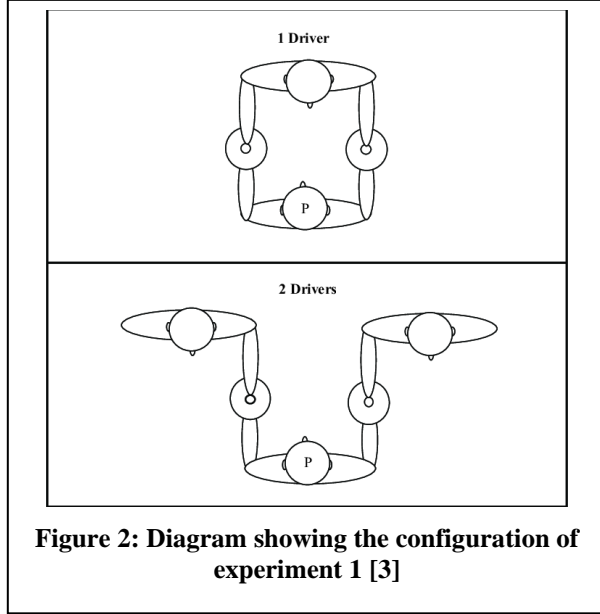 1 Driver
P
2 Drivers
P
Figure 2: Diagram showing the configuration of
experiment 1 [3]